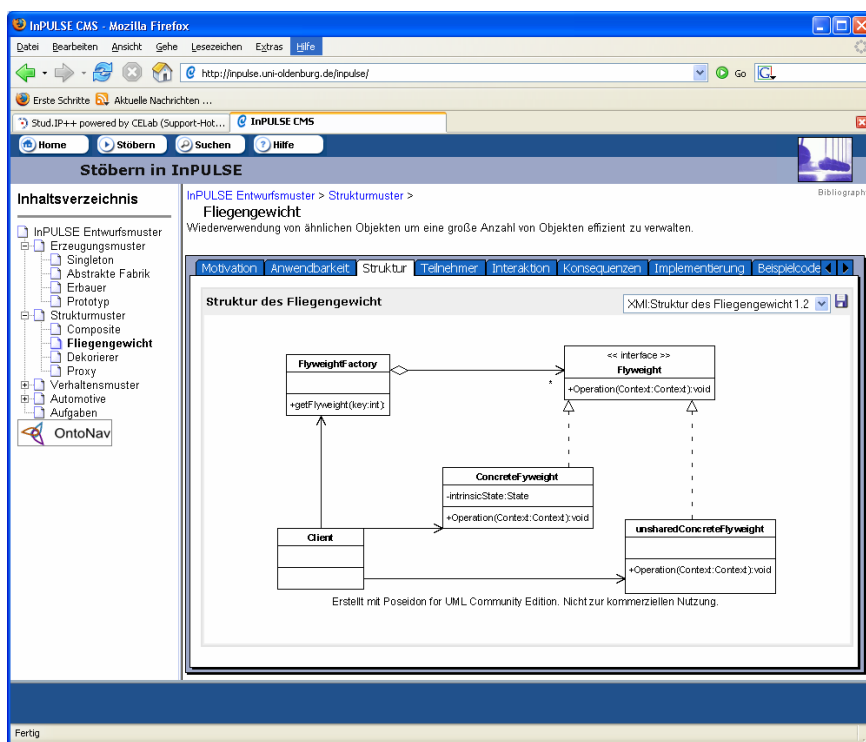 InPULSE CMS - Mozilla Firefox
Datei Bearbeiten Ansicht Gehe Lesezeichen Extras Hilfe
http://inpulse.uni-oldenburg.de/inpulse/ Go G
Erste Schritte Aktuelle Nachrichten ...
Stud.IP++ powered by CELab (Support-Hot... InPULSE CMS
Home Stöbern Suchen Hilfe
Stöbern in InPULSE
Bibliograph
Inhaltsverzeichnis
InPULSE Entwurfsmuster
Erzeugungsmuster
Singleton
Abstrakte Fabrik
Erbauer
Prototyp
Strukturmuster
Composite
Fliegengewicht
Dekorierer
Proxy
Verhaltensmuster
Automotive
Aufgaben
OntoNav
InPULSE Entwurfsmuster > Strukturmuster >
Fliegengewicht
Wiederverwendung von ähnlichen Objekten um eine große Anzahl von Objekten effizient zu verwalten.
Motivation Anwendbarkeit Struktur Teilnehmer Interaktion Konsequenzen Implementierung Beispielcode
Struktur des Fliegengewicht
XMI:Struktur des Fliegengewicht 1.2
FlyweightFactory
+getFlyweight(key:int):
*
<< interface >>
Flyweight
+Operation(Context:Context):void
ConcreteFyweight
-intrinsicState:State
+Operation(Context:Context):void
Client
unsharedConcreteFlyweight
+Operation(Context:Context):void
Erstellt mit Poseidon for UML Community Edition. Nicht zur kommerziellen Nutzung.
Fertig